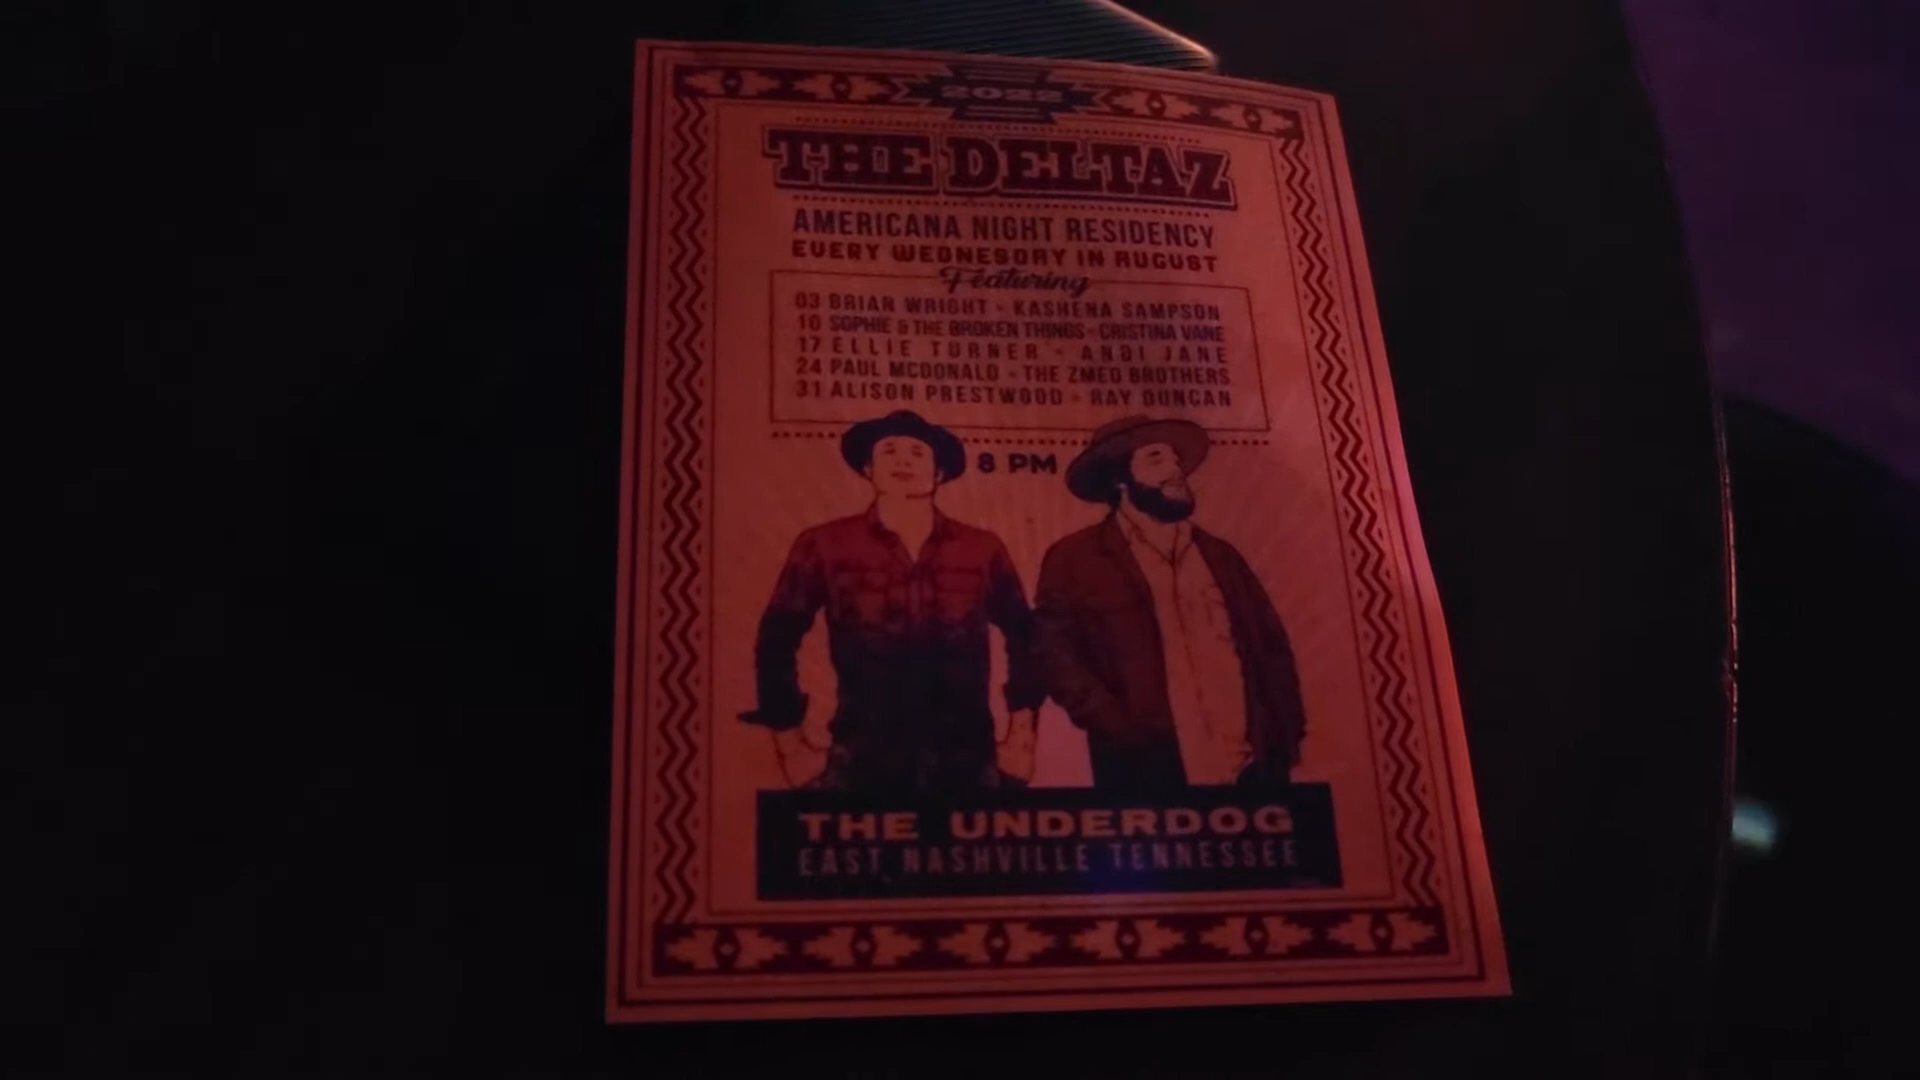 2022
THE DELTAZ
AMERICANA NIGHT RESIDENCY
EVERY WEDNESDAY IN AUGUST
Featuring
03 BRIAN WRIGHT - KASHENA SAMPSON
10 SOPHIE & THE BROKEN THINGS - CRISTINA VANE
17 ELLIE TURNER - ANDI JANE
24 PAUL MCDONALD - THE ZMED BROTHERS
31 ALISON PRESTWOOD - RAY DUNCAN
8 PM
THE UNDERDOG
EAST NASHVILLE TENNESSEE